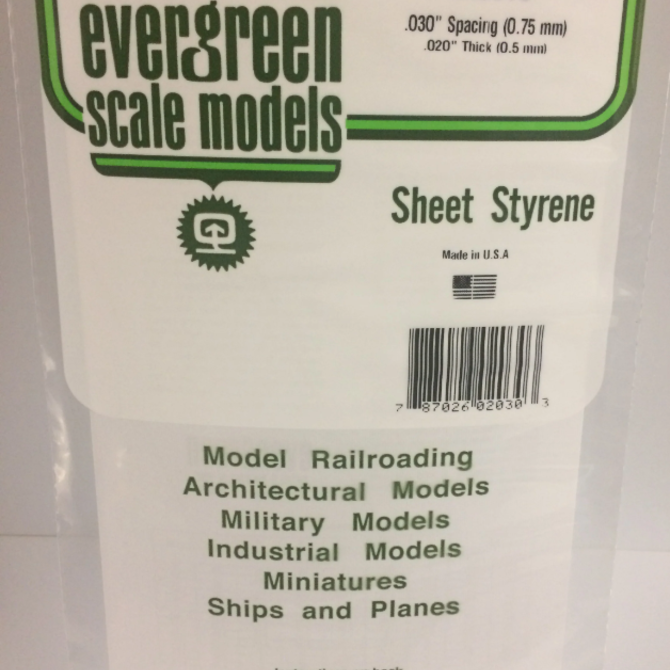 evergreen
scale models
.030" Spacing (0.75 mm)
.020" Thick (0.5 mm)
Sheet Styrene
Made in U.S.A
7 87026 02030 3
Model Railroading
Architectural Models
Military Models
Industrial Models
Miniatures
Ships and Planes